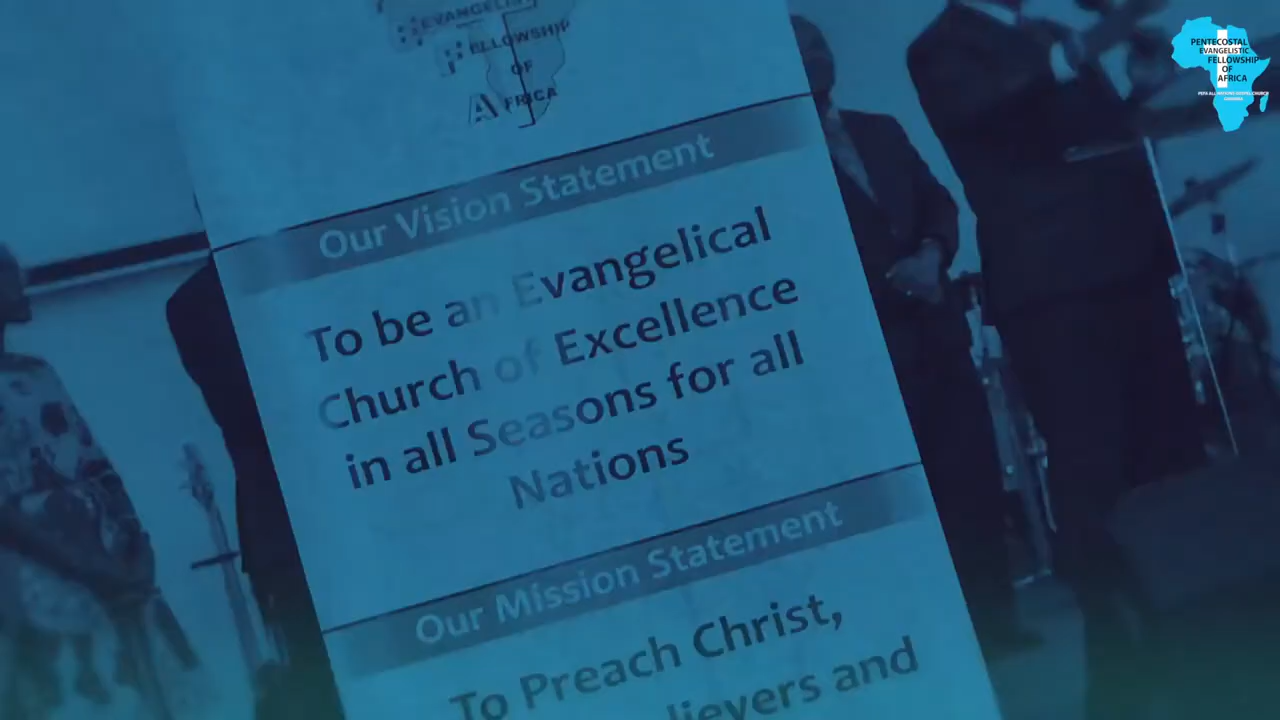 EVANGELISTIC
FELLOWSHIP
OF
AFRICA
Our Vision Statement
To be an Evangelical
Church of Excellence
in all Seasons for all
Nations
Our Mission Statement
To Preach Christ,
and
PENTECOSTAL
EVANGELISTIC
FELLOWSHIP
OF
AFRICA